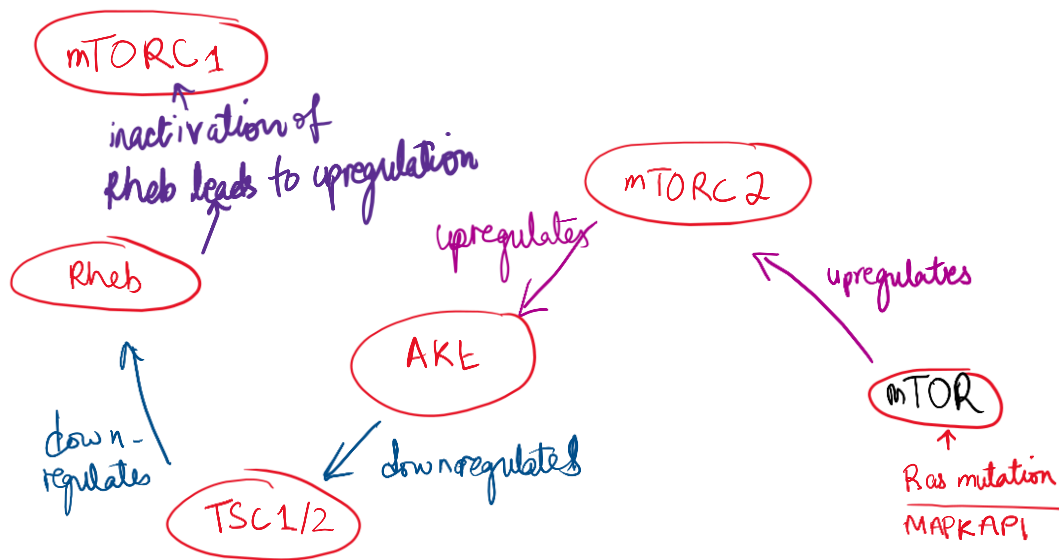 mTORC1
inactivation of
Rheb leads to upregulation
mTORC2
upregulates
Rheb
upregulates
AKt
mTOR
down-
regulates
downregulates
Ras mutation
TSC1/2
MAPKAP1